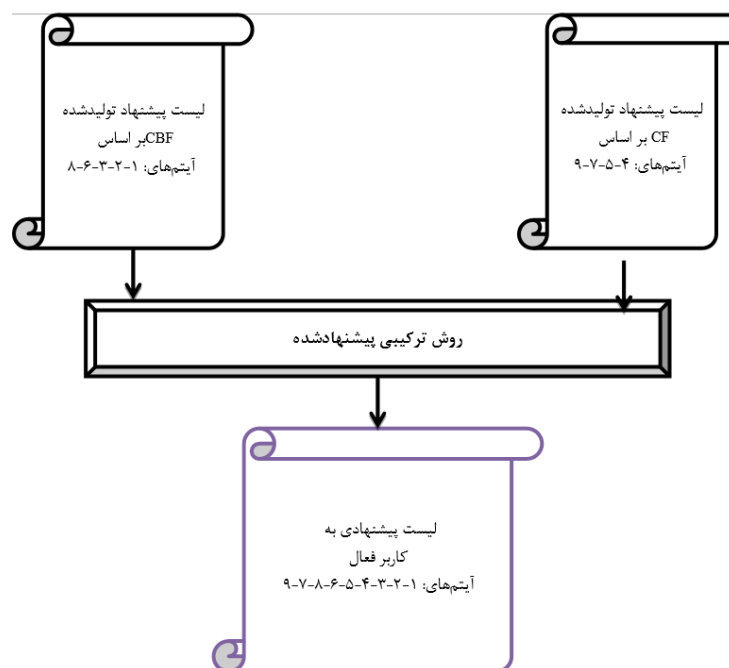 لیست پیشنهاد تولیدشده
بر اساس CF
آیتم‌های: ۴-۵-۷-۹
لیست پیشنهاد تولیدشده
بر اساسCBF
آیتم‌های: ۱-۲-۳-۶-۸
روش ترکیبی پیشنهادشده
لیست پیشنهادی به
کاربر فعال
آیتم‌های: ۱-۲-۳-۴-۵-۶-۸-۷-۹